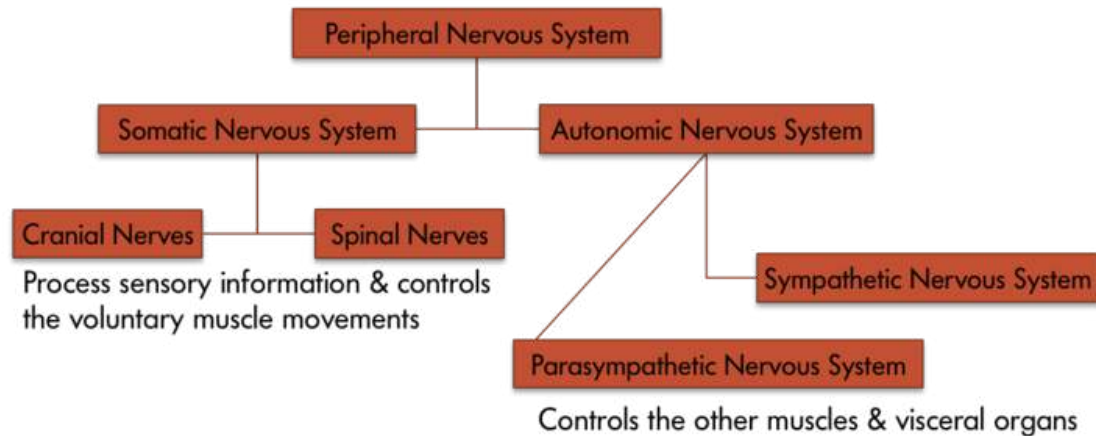 Peripheral Nervous System
Somatic Nervous System
Autonomic Nervous System
Cranial Nerves
Spinal Nerves
Process sensory information & controls
the voluntary muscle movements
Sympathetic Nervous System
Parasympathetic Nervous System
Controls the other muscles & visceral organs